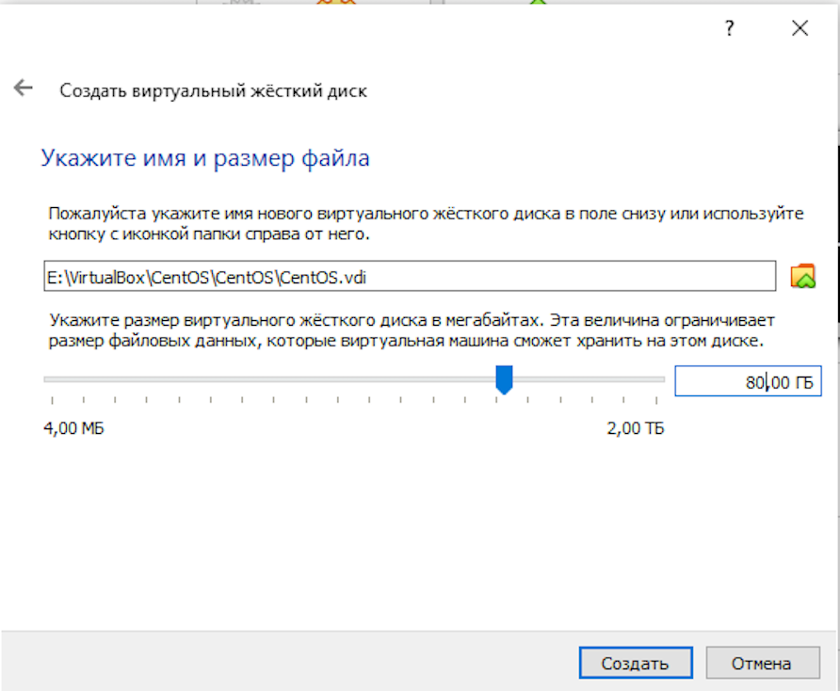 ?
Создать виртуальный жёсткий диск
Укажите имя и размер файла
Пожалуйста укажите имя нового виртуального жёсткого диска в поле снизу или используйте
кнопку с иконкой папки справа от него.
E:\VirtualBox\CentOS\CentOS\CentOS.vdi
Укажите размер виртуального жёсткого диска в мегабайтах. Эта величина ограничивает
размер файловых данных, которые виртуальная машина сможет хранить на этом диске.
80,00 ГБ
4,00 МБ 2,00 ТБ
Создать Отмена